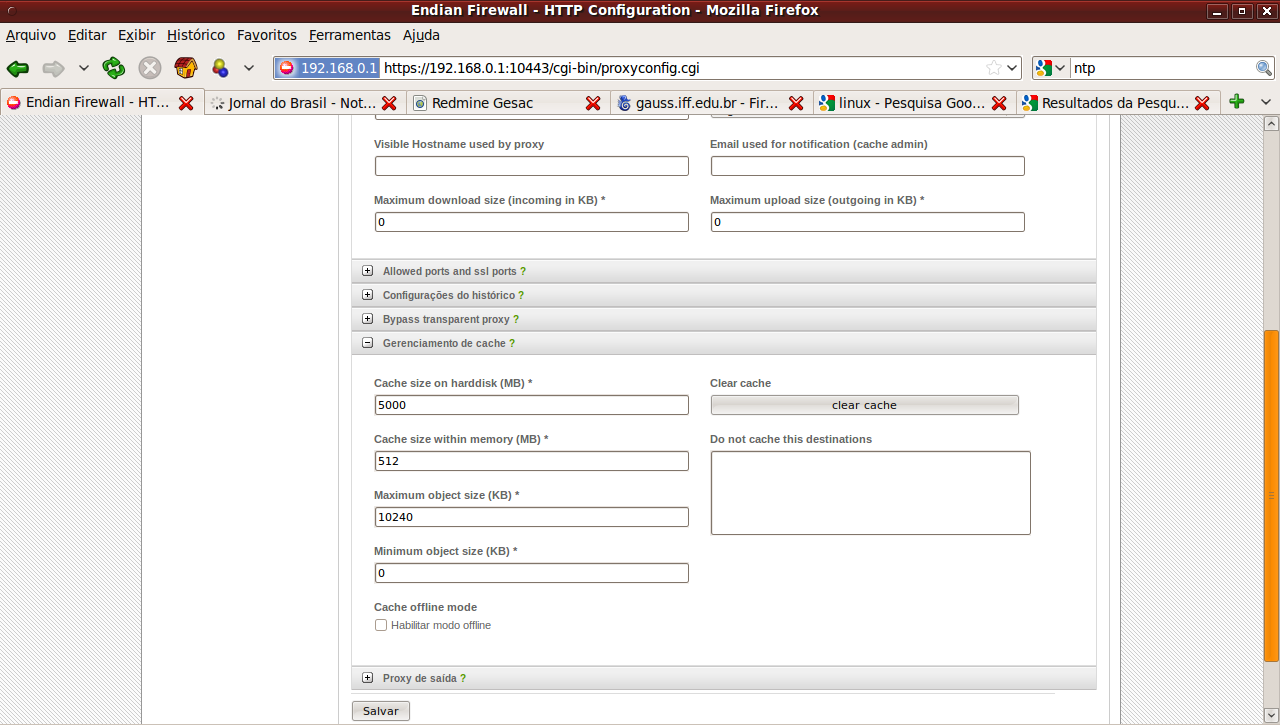 Endian Firewall - HTTP Configuration - Mozilla Firefox
Arquivo Editar Exibir Histórico Favoritos Ferramentas Ajuda
192.168.0.1 https://192.168.0.1:10443/cgi-bin/proxyconfig.cgi ntp
Endian Firewall - HT... Jornal do Brasil - Not... Redmine Gesac gauss.iff.edu.br - Fir... linux - Pesquisa Goo... Resultados da Pesqu...
Visible Hostname used by proxy Email used for notification (cache admin)
Maximum download size (incoming in KB) * Maximum upload size (outgoing in KB) *
0 0
Allowed ports and ssl ports ?
Configurações do histórico ?
Bypass transparent proxy ?
Gerenciamento de cache ?
Cache size on harddisk (MB) * Clear cache
5000 clear cache
Cache size within memory (MB) * Do not cache this destinations
512
Maximum object size (KB) *
10240
Minimum object size (KB) *
0
Cache offline mode
Habilitar modo offline
Proxy de saída ?
Salvar